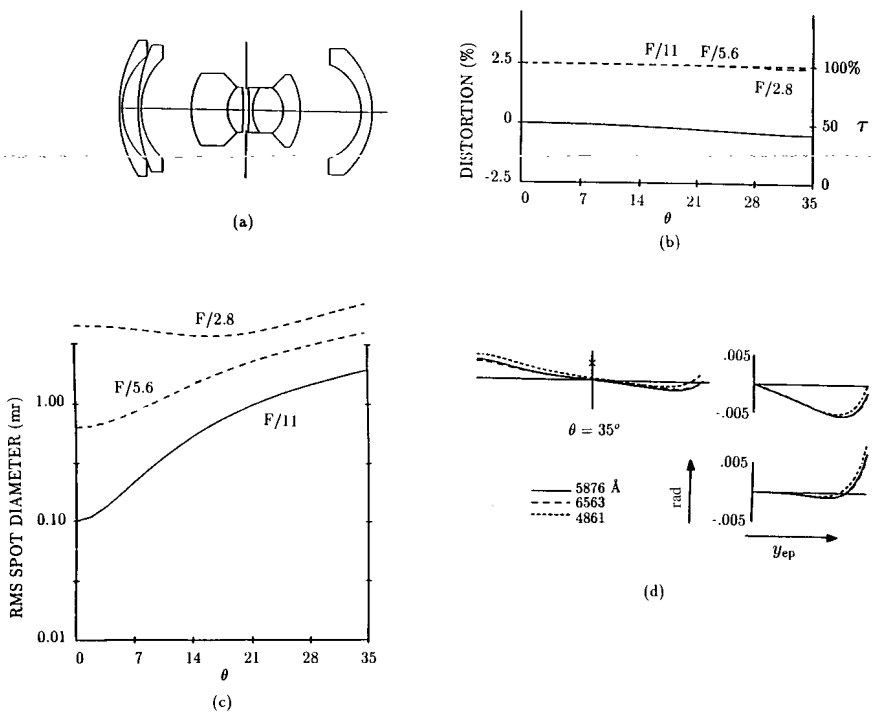 (a)
DISTORTION (%)
2.5
0
-2.5
F/11 F/5.6
F/2.8
100%
50 τ
0
0 7 14 21 28 35
θ
(b)
RMS SPOT DIAMETER (mr)
F/2.8
F/5.6
F/11
1.00
0.10
0.01
0 7 14 21 28 35
θ
(c)
θ = 35°
.005
-.005
.005
-.005
5876 Å
6563
4861
rad
yep
(d)